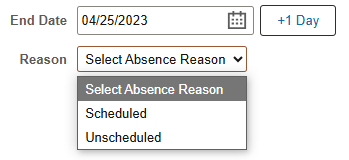 End Date 04/25/2023 +1 Day
Reason Select Absence Reason
Select Absence Reason
Scheduled
Unscheduled